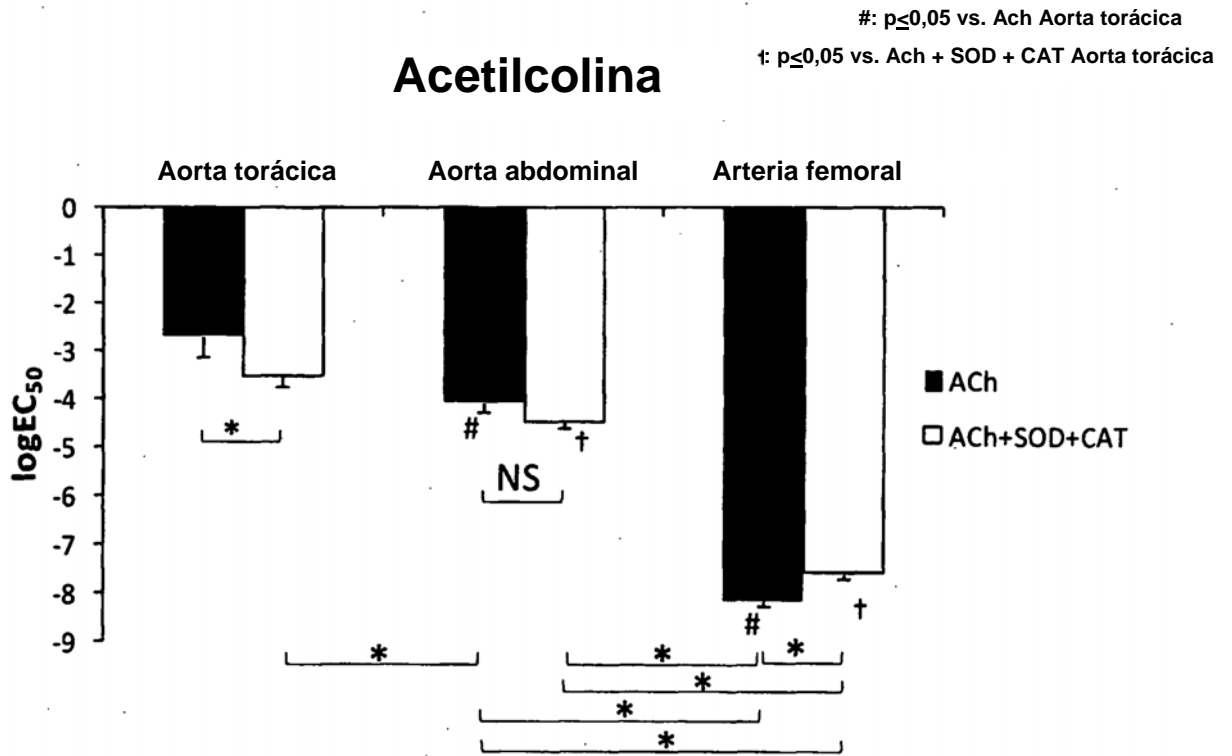 #: p≤0,05 vs. Ach Aorta torácica
†: p≤0,05 vs. Ach + SOD + CAT Aorta torácica
Acetilcolina
Aorta torácica Aorta abdominal Arteria femoral
0
-1
-2
-3
-4
-5
-6
-7
-8
-9
logEC50
*
# †
NS
# †
ACh
ACh+SOD+CAT
* * *
*
*
*